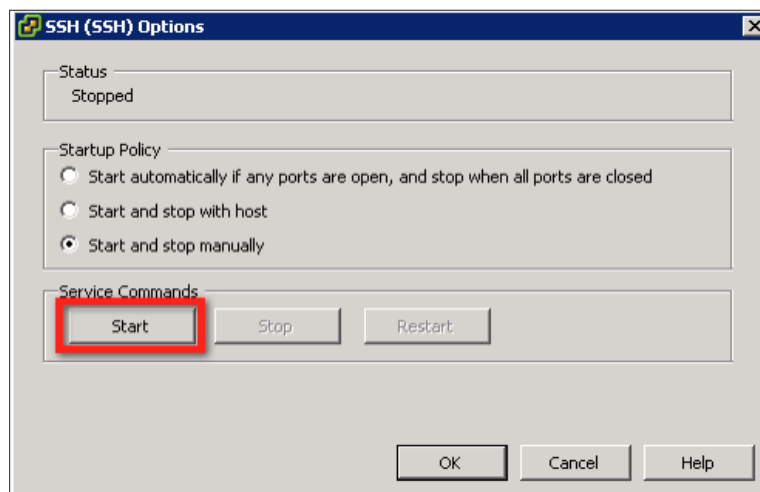 SSH (SSH) Options
Status
Stopped
Startup Policy
Start automatically if any ports are open, and stop when all ports are closed
Start and stop with host
Start and stop manually
Service Commands
Start Stop Restart
OK Cancel Help